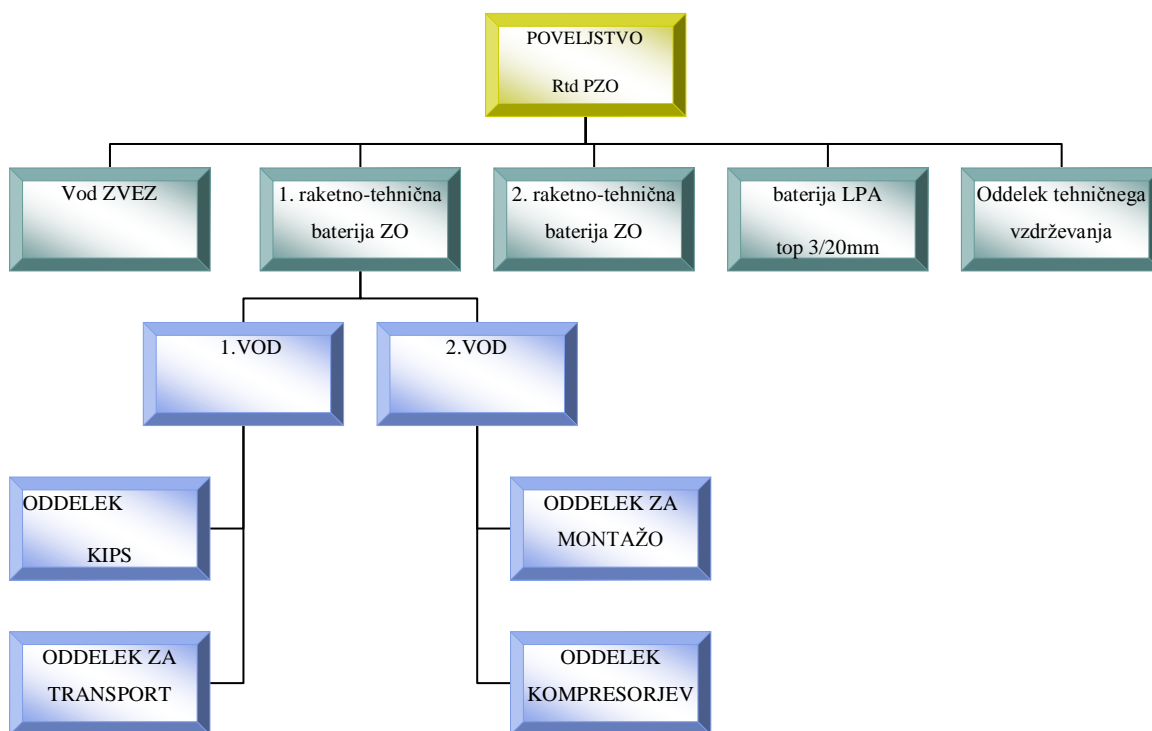 POVELJSTVO
Rtd PZO
Vod ZVEZ
1. raketno-tehnična
baterija ZO
2. raketno-tehnična
baterija ZO
baterija LPA
top 3/20mm
Oddelek tehničnega
vzdrževanja
1.VOD
2.VOD
ODDELEK
KIPS
ODDELEK ZA
MONTAŽO
ODDELEK ZA
TRANSPORT
ODDELEK
KOMPRESORJEV